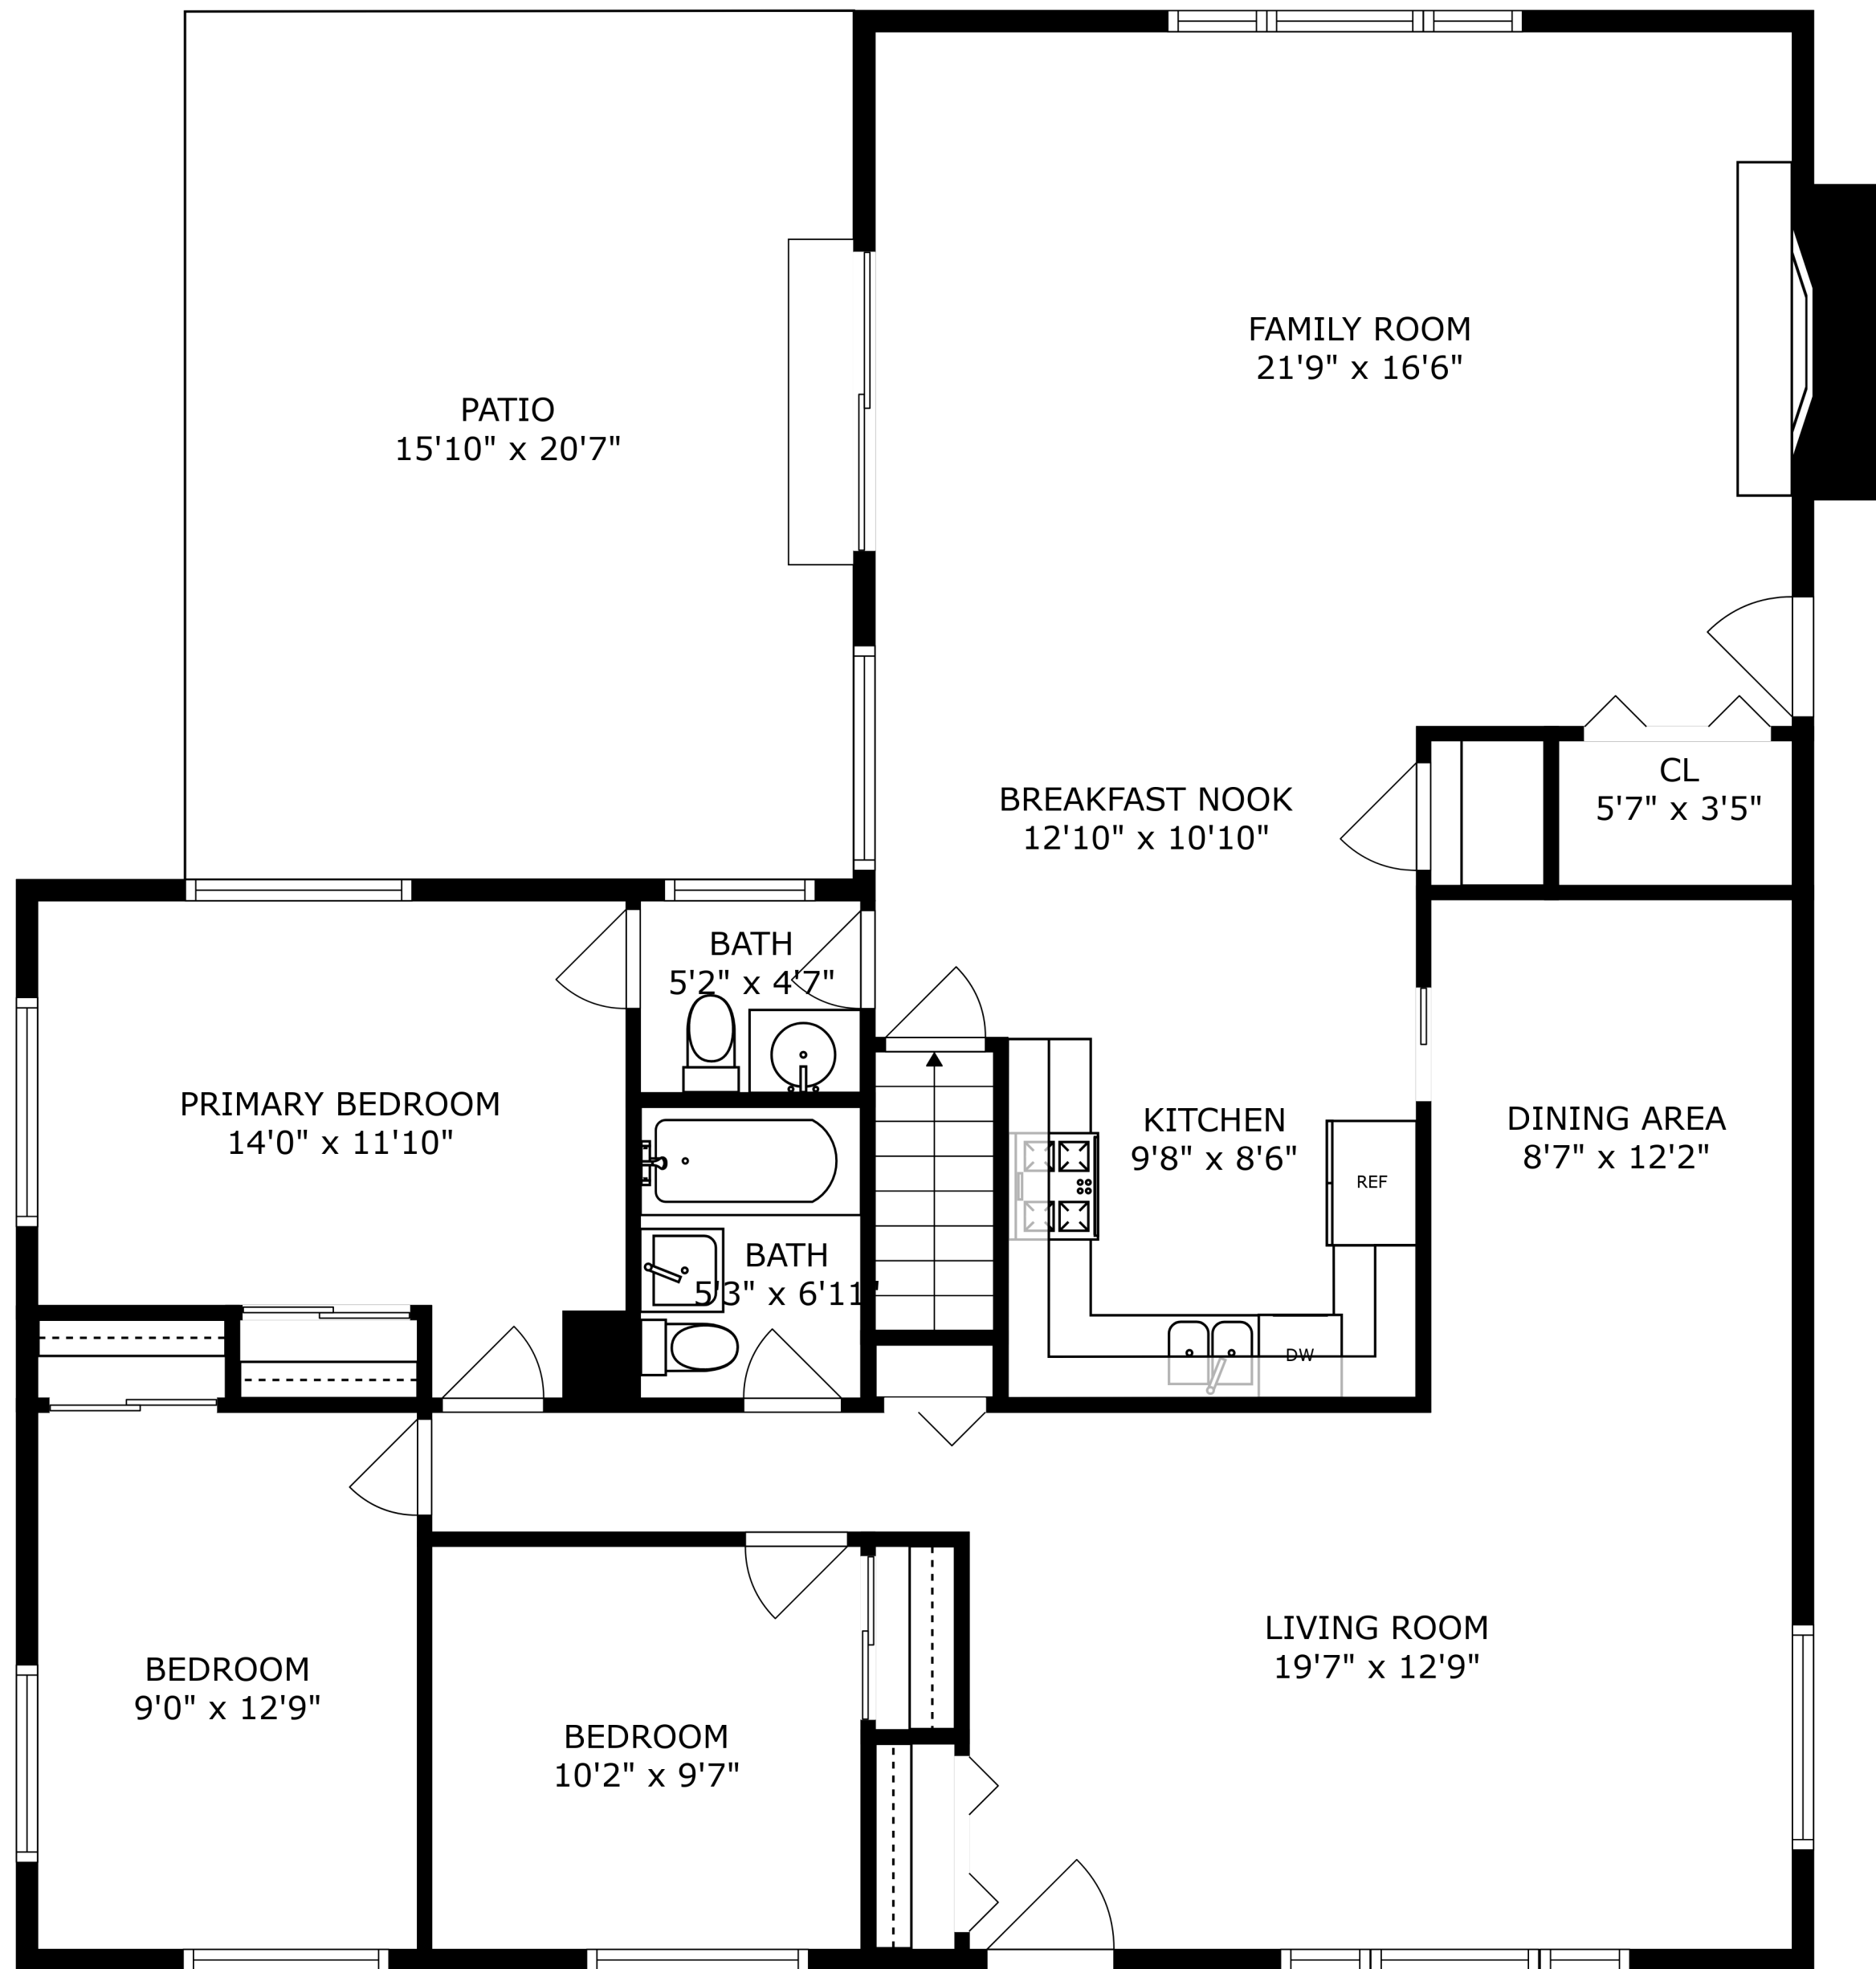 FAMILY ROOM
21'9" x 16'6"
PATIO
15'10" x 20'7"
BREAKFAST NOOK
12'10" x 10'10"
CL
5'7" x 3'5"
BATH
5'2" x 4'7"
PRIMARY BEDROOM
14'0" x 11'10"
KITCHEN
9'8" x 8'6"
DINING AREA
8'7" x 12'2"
REF
BATH
5'3" x 6'11"
DW
LIVING ROOM
19'7" x 12'9"
BEDROOM
9'0" x 12'9"
BEDROOM
10'2" x 9'7"